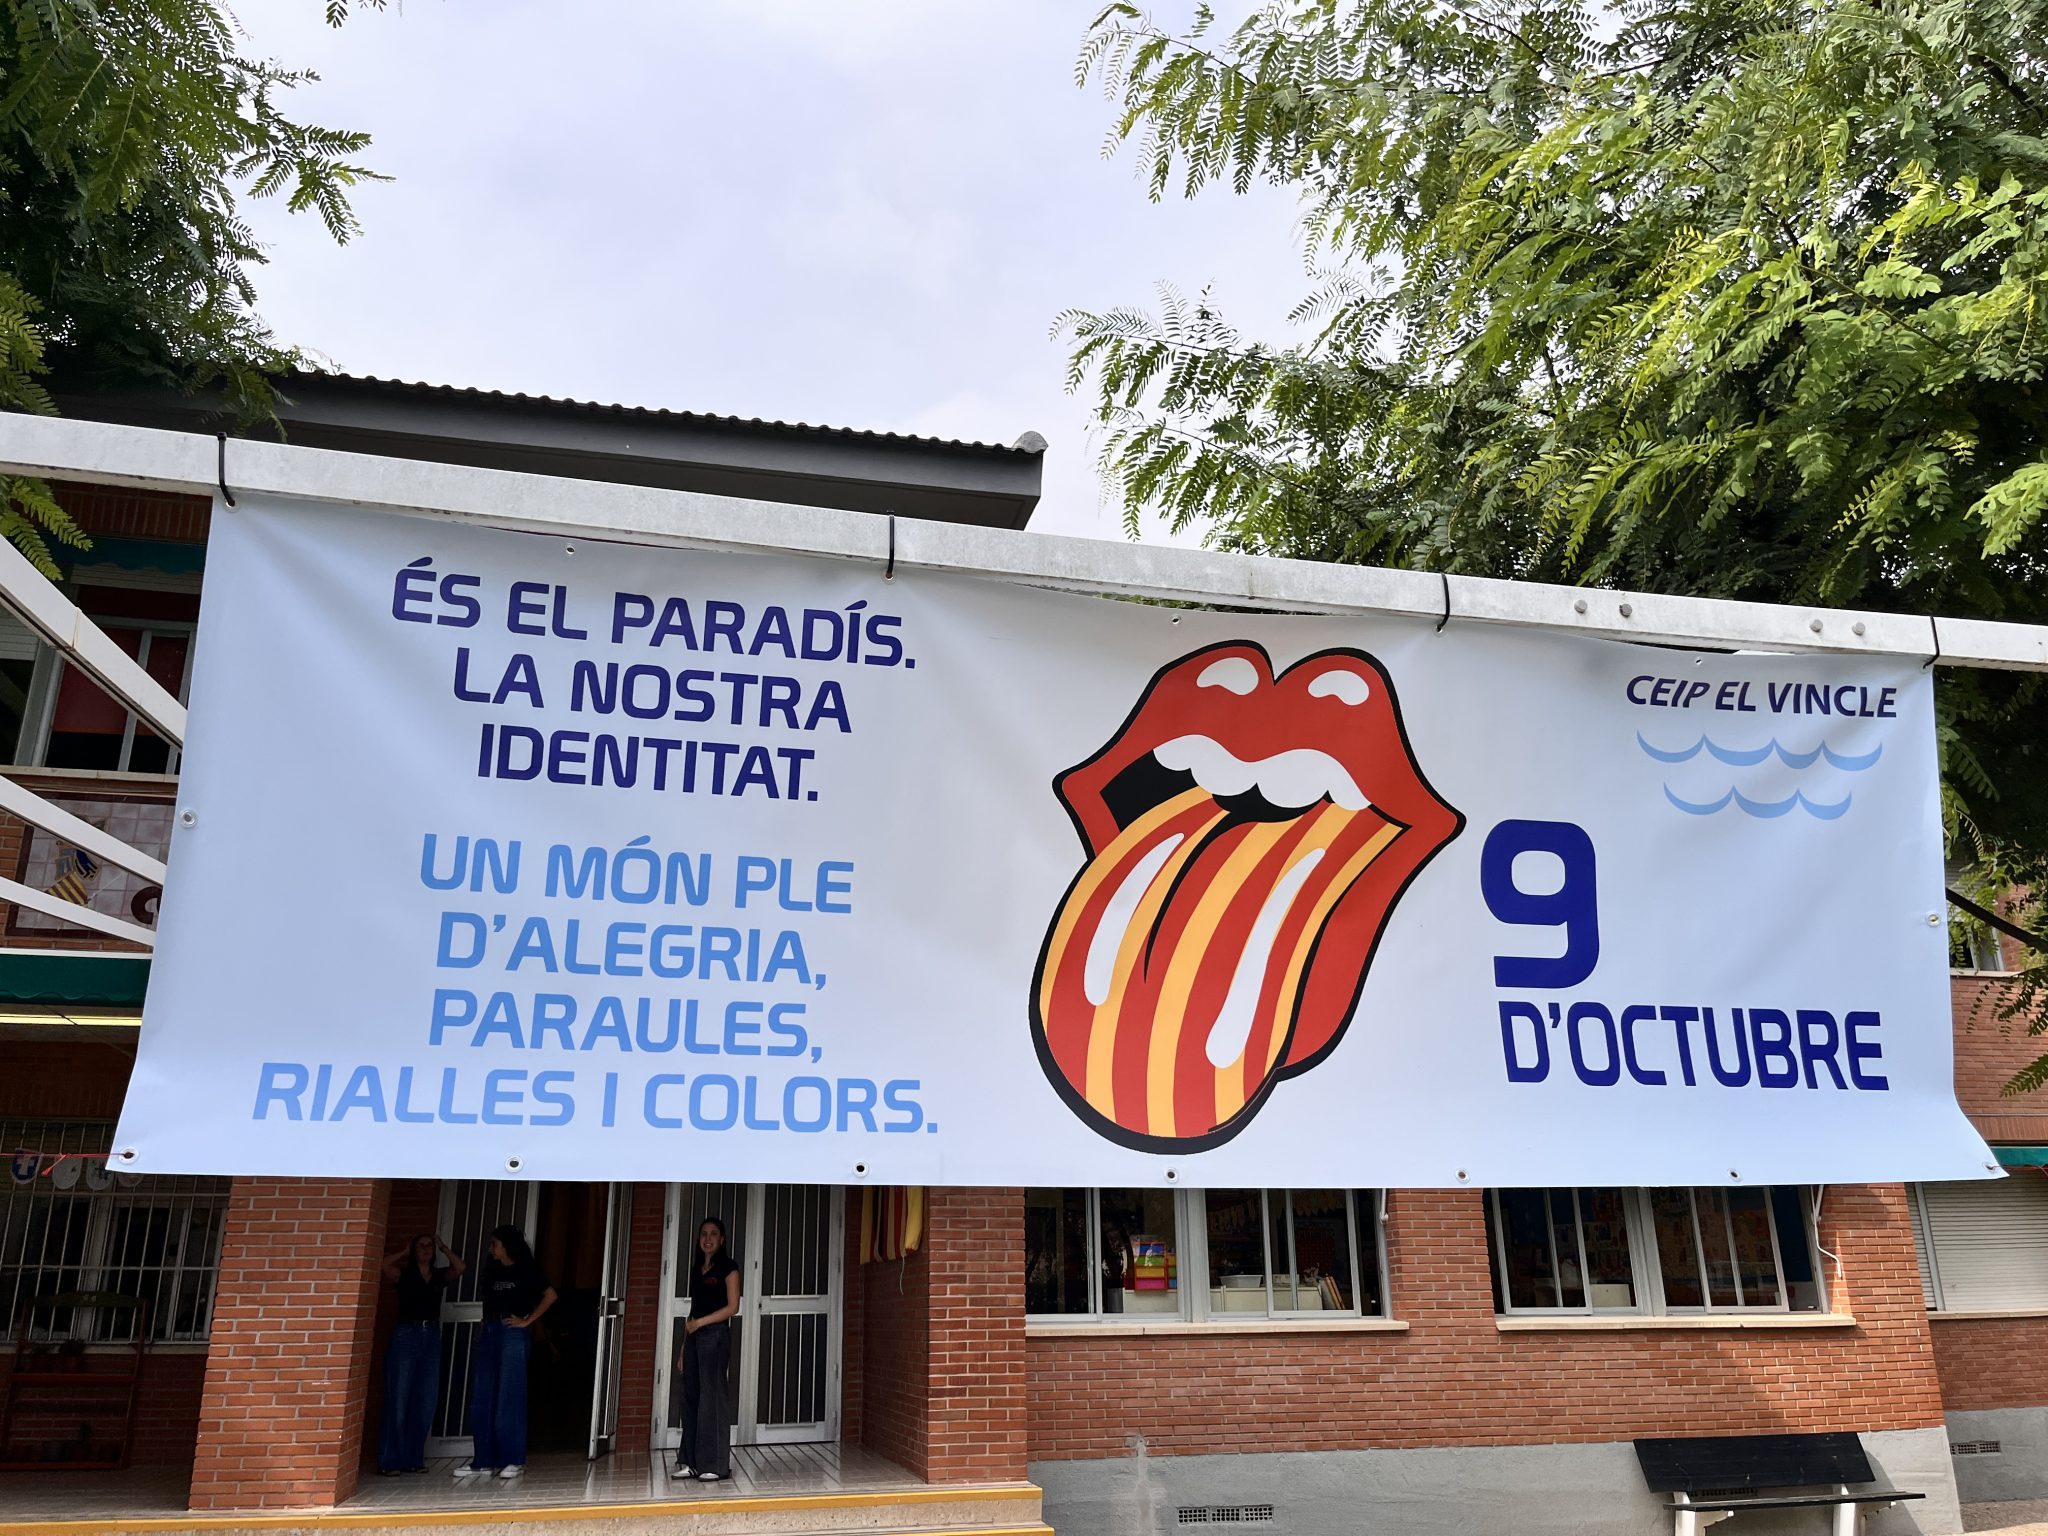 ÉS EL PARADÍS.
LA NOSTRA
IDENTITAT.
UN MÓN PLE
D'ALEGRIA,
PARAULES,
RIALLES I COLORS.
CEIP EL VINCLE
9
D'OCTUBRE